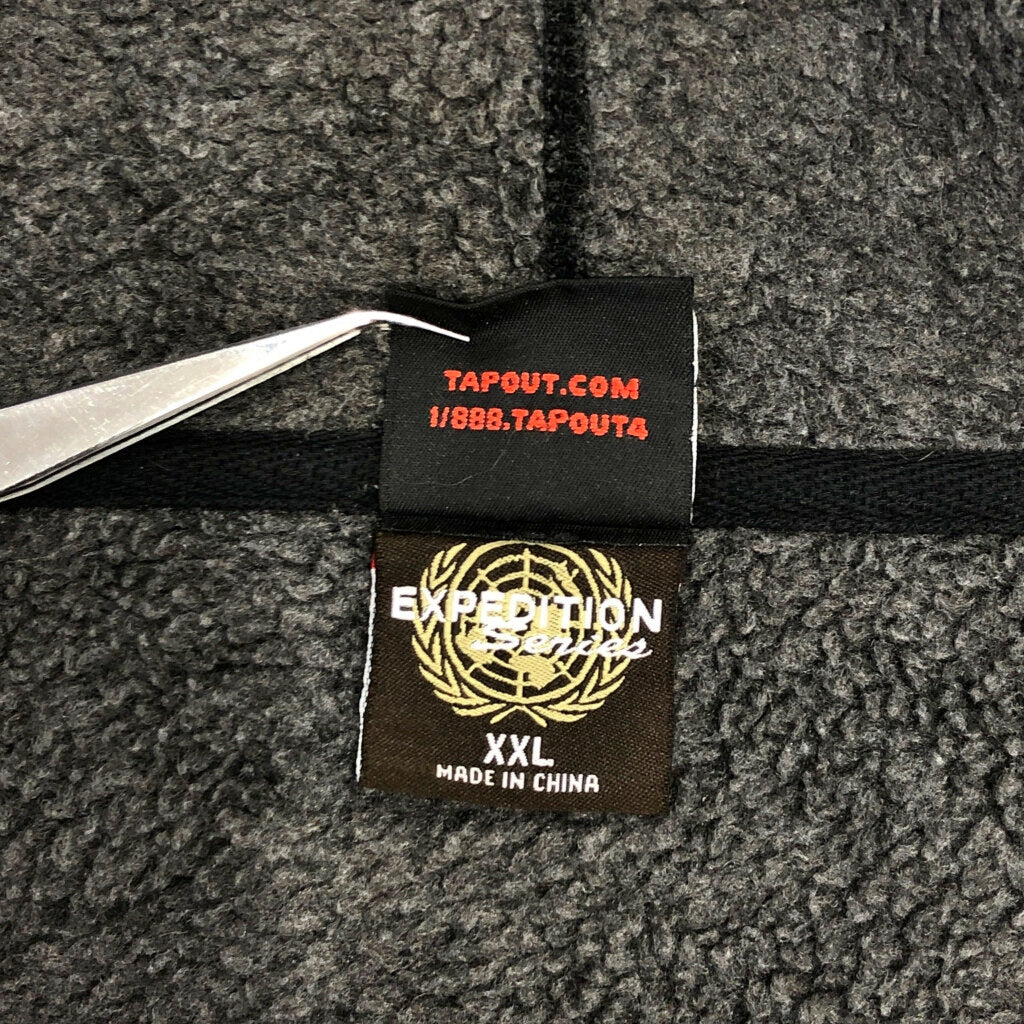 TAPOUT.COM
1/888.TAPOUT4
EXPEDITION
Series
XXL
MADE IN CHINA